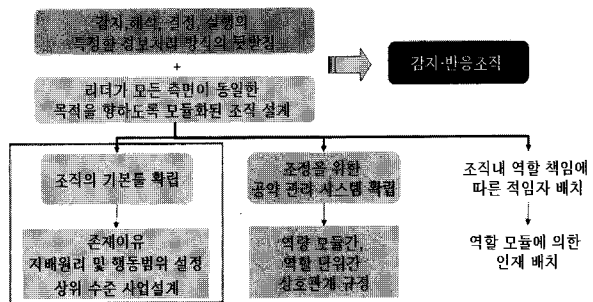 감지, 해석, 결정, 실행의
특정한 정보처리 방식의 뒷받침
+
감지·반응조직
리더가 모든 측면이 동일한
목적을 향하도록 모듈화된 조직 설계
조직의 기본틀 확립
조정을 위한
공약 관리 시스템 확립
조직내 역할 책임에
따른 적임자 배치
존재이유
지배원리 및 행동범위 설정
상위 수준 사업설계
역량 모듈간,
역할 단위간
상호관계 규정
역할 모듈에 의한
인재 배치